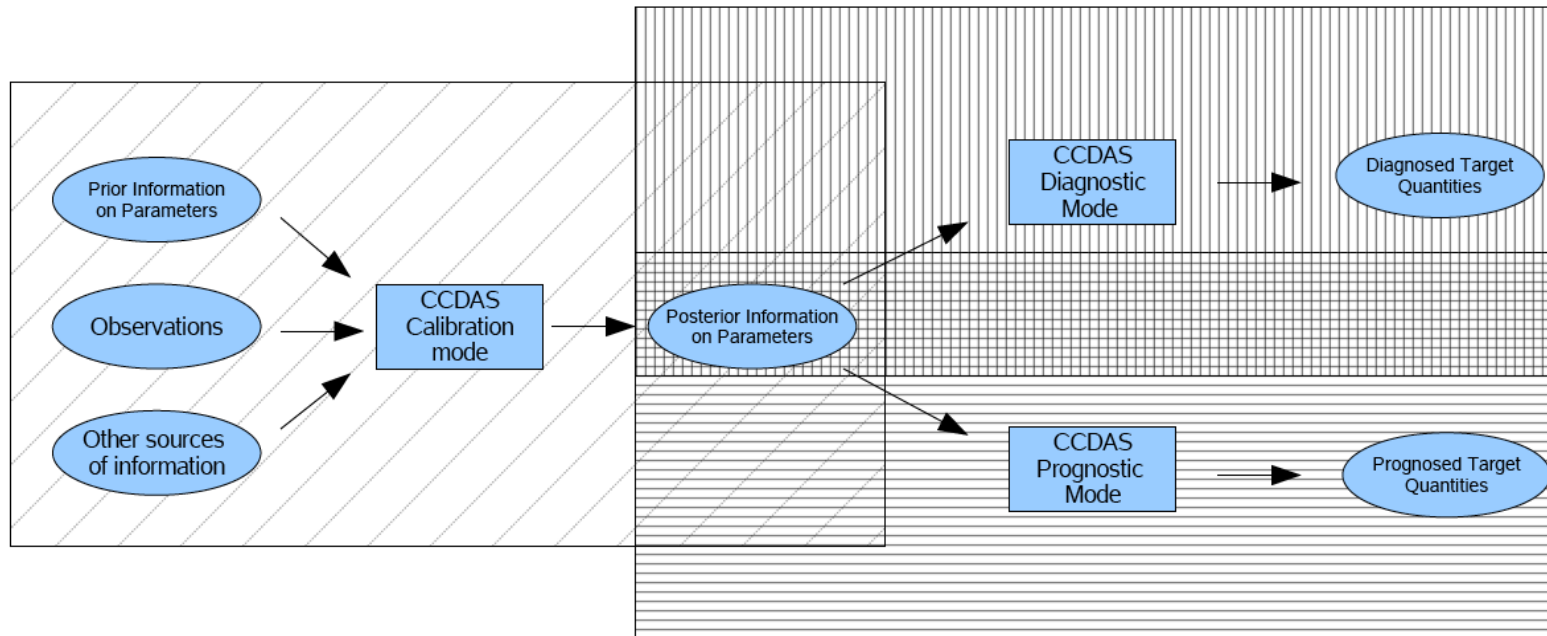 Prior Information
on Parameters
Observations
Other sources
of information
CCDAS
Calibration
mode
Posterior Information
on Parameters
CCDAS
Diagnostic
Mode
Diagnosed Target
Quantities
CCDAS
Prognostic
Mode
Prognosed Target
Quantities